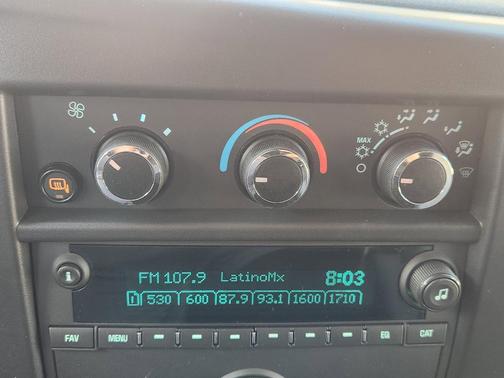 MAX
FM 107.9 LatinoMx 8:03
1 530 600 87.9 93.1 1600 1710
FAV MENU EQ CAT